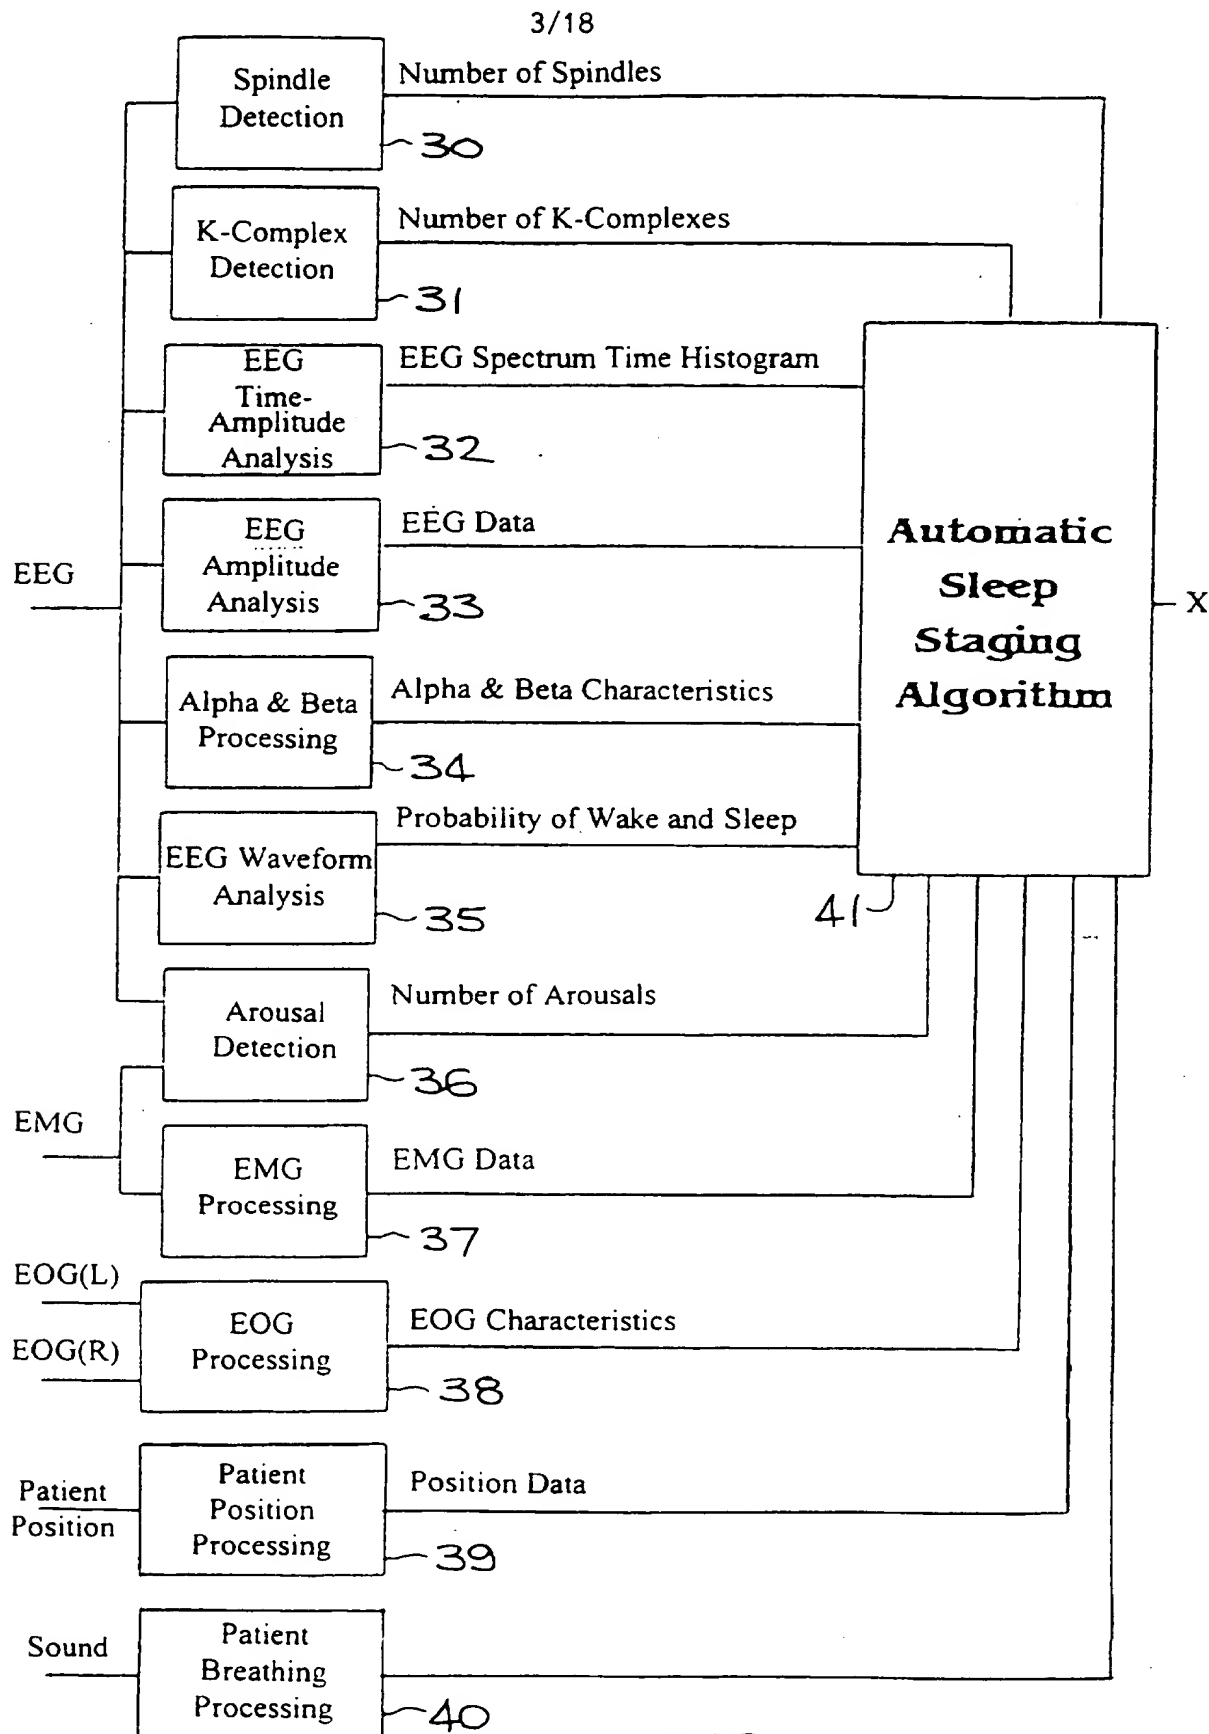 3/18
Spindle
Detection
Number of Spindles
30
K-Complex
Detection
Number of K-Complexes
31
EEG
Time-
Amplitude
Analysis
EEG Spectrum Time Histogram
32
EEG
Amplitude
Analysis
EEG Data
33
EEG
Alpha & Beta
Processing
Alpha & Beta Characteristics
34
EEG Waveform
Analysis
Probability of Wake and Sleep
35
Automatic
Sleep
Staging
Algorithm
X
41
Arousal
Detection
Number of Arousals
36
EMG
EMG
Processing
EMG Data
37
EOG(L)
EOG(R)
EOG
Processing
EOG Characteristics
38
Patient
Position
Patient
Position
Processing
Position Data
39
Sound
Patient
Breathing
Processing
40